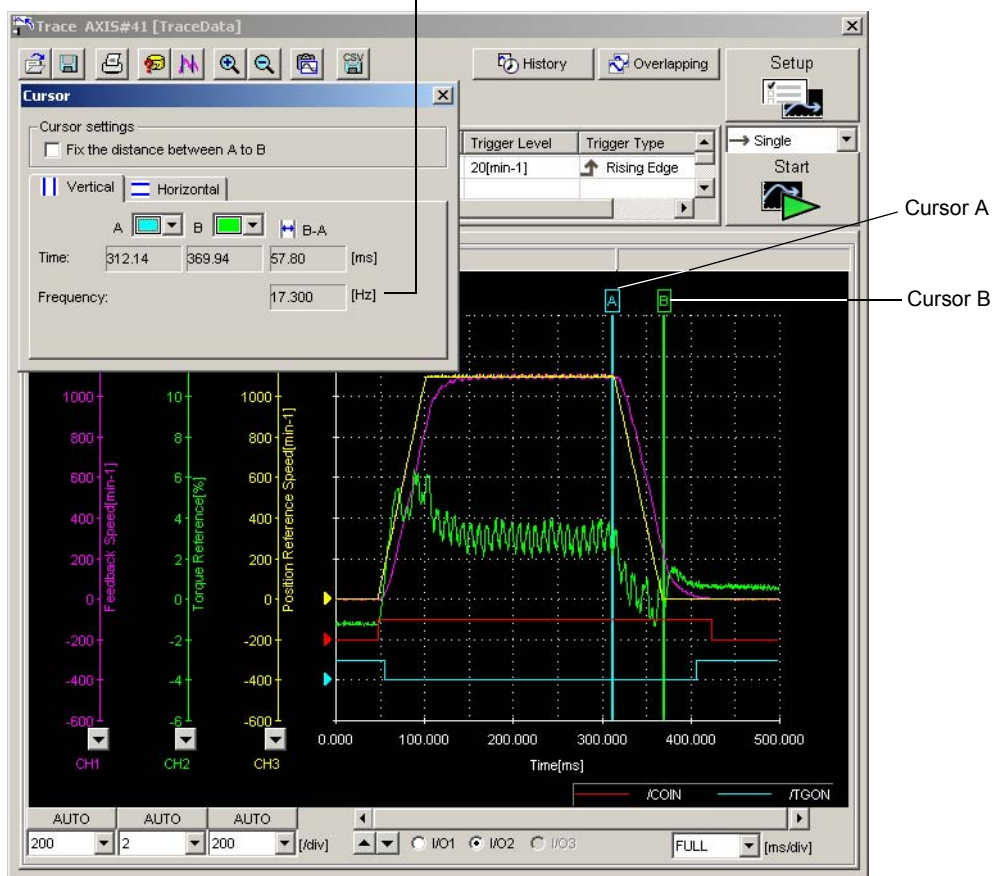 Trace AXIS#41 [TraceData]
CSV
History
Overlapping
Setup
Cursor
Cursor settings
Fix the distance between A to B
Trigger Level
Trigger Type
Single
20[min-1]
Rising Edge
Start
Vertical
Horizontal
A
B
B-A
Time:
312.14
369.94
57.80
[ms]
Frequency:
17.300
[Hz]
Cursor A
Cursor B
A
B
1000
800
600
400
200
0
-200
-400
-600
Feedback Speed[min-1]
CH1
10
8
6
4
2
0
-2
-4
-6
Torque Reference[%]
CH2
1000
800
600
400
200
0
-200
-400
-600
Position Reference Speed[min-1]
CH3
0.000
100.000
200.000
300.000
400.000
500.000
Time[ms]
/COIN
/TGON
AUTO
AUTO
AUTO
200
2
200
[/div]
I/O1
I/O2
I/O3
FULL
[ms/div]